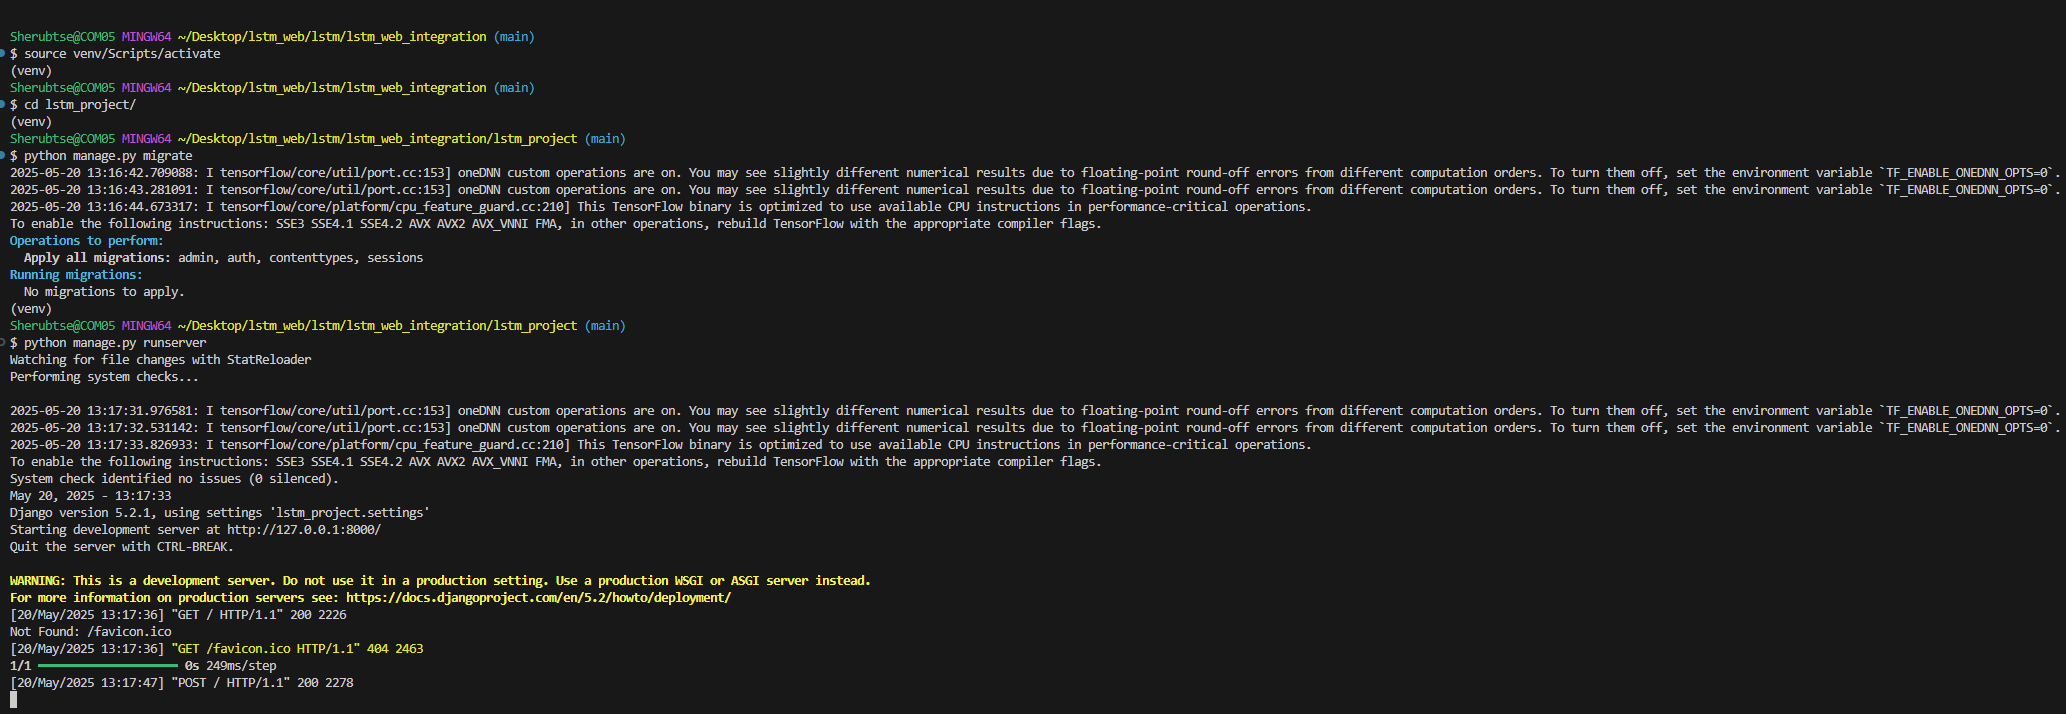 Sherubtse@COM05 MINGW64 ~/Desktop/lstm_web/lstm/lstm_web_integration (main)
$ source venv/Scripts/activate
(venv)
Sherubtse@COM05 MINGW64 ~/Desktop/lstm_web/lstm/lstm_web_integration (main)
$ cd lstm_project/
(venv)
Sherubtse@COM05 MINGW64 ~/Desktop/lstm_web/lstm/lstm_web_integration/lstm_project (main)
$ python manage.py migrate
2025-05-20 13:16:42.709088: I tensorflow/core/util/port.cc:153] oneDNN custom operations are on. You may see slightly different numerical results due to floating-point round-off errors from different computation orders. To turn them off, set the environment variable `TF_ENABLE_ONEDNN_OPTS=0`.
2025-05-20 13:16:43.281091: I tensorflow/core/util/port.cc:153] oneDNN custom operations are on. You may see slightly different numerical results due to floating-point round-off errors from different computation orders. To turn them off, set the environment variable `TF_ENABLE_ONEDNN_OPTS=0`.
2025-05-20 13:16:44.673317: I tensorflow/core/platform/cpu_feature_guard.cc:210] This TensorFlow binary is optimized to use available CPU instructions in performance-critical operations.
To enable the following instructions: SSE3 SSE4.1 SSE4.2 AVX AVX2 AVX_VNNI FMA, in other operations, rebuild TensorFlow with the appropriate compiler flags.
Operations to perform:
  Apply all migrations: admin, auth, contenttypes, sessions
Running migrations:
  No migrations to apply.
(venv)
Sherubtse@COM05 MINGW64 ~/Desktop/lstm_web/lstm/lstm_web_integration/lstm_project (main)
$ python manage.py runserver
Watching for file changes with StatReloader
Performing system checks...
2025-05-20 13:17:31.976581: I tensorflow/core/util/port.cc:153] oneDNN custom operations are on. You may see slightly different numerical results due to floating-point round-off errors from different computation orders. To turn them off, set the environment variable `TF_ENABLE_ONEDNN_OPTS=0`.
2025-05-20 13:17:32.531142: I tensorflow/core/util/port.cc:153] oneDNN custom operations are on. You may see slightly different numerical results due to floating-point round-off errors from different computation orders. To turn them off, set the environment variable `TF_ENABLE_ONEDNN_OPTS=0`.
2025-05-20 13:17:33.826933: I tensorflow/core/platform/cpu_feature_guard.cc:210] This TensorFlow binary is optimized to use available CPU instructions in performance-critical operations.
To enable the following instructions: SSE3 SSE4.1 SSE4.2 AVX AVX2 AVX_VNNI FMA, in other operations, rebuild TensorFlow with the appropriate compiler flags.
System check identified no issues (0 silenced).
May 20, 2025 - 13:17:33
Django version 5.2.1, using settings 'lstm_project.settings'
Starting development server at http://127.0.0.1:8000/
Quit the server with CTRL-BREAK.
WARNING: This is a development server. Do not use it in a production setting. Use a production WSGI or ASGI server instead.
For more information on production servers see: https://docs.djangoproject.com/en/5.2/howto/deployment/
[20/May/2025 13:17:36] "GET / HTTP/1.1" 200 2226
Not Found: /favicon.ico
[20/May/2025 13:17:36] "GET /favicon.ico HTTP/1.1" 404 2463
1/1 ━━━━━━━━━━━━━━━━━━━━ 0s 249ms/step
[20/May/2025 13:17:47] "POST / HTTP/1.1" 200 2278